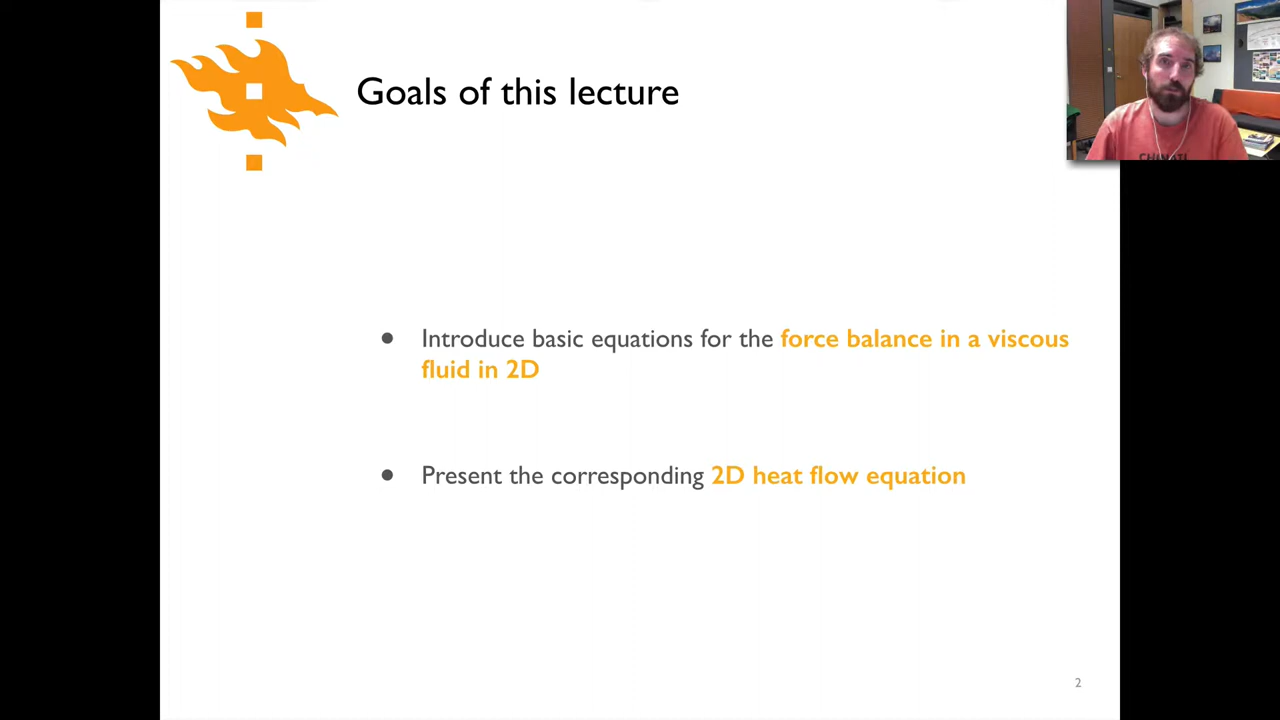 Goals of this lecture
● Introduce basic equations for the force balance in a viscous
fluid in 2D
● Present the corresponding 2D heat flow equation
2